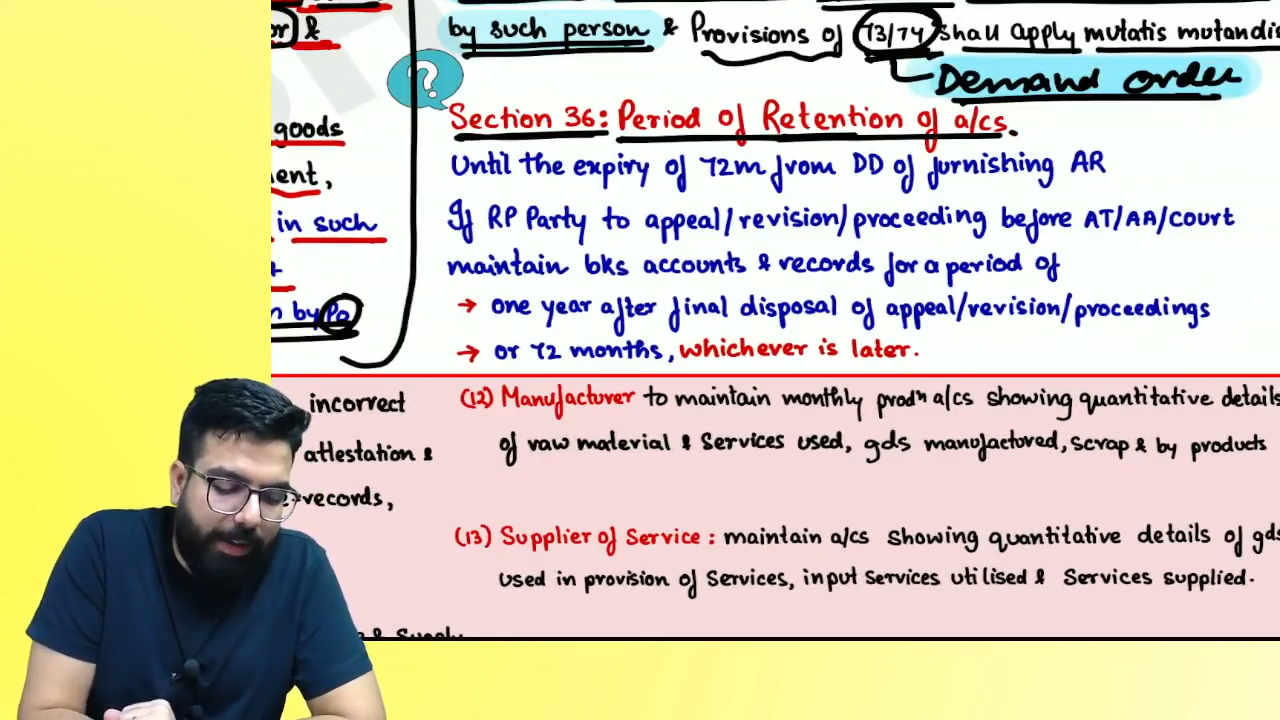 or &
goods
ent,
in such
n by Po
by such person & Provisions of 73/74 shall apply mutatis mutandis
Demand order
?
Section 36: Period of Retention of a/cs.
Until the expiry of 72m from DD of furnishing AR
If RP Party to appeal/revision/proceeding before AT/AA/court
maintain bks accounts & records for a period of
→ one year after final disposal of appeal/revision/proceedings
→ or 72 months, whichever is later.
incorrect
attestation &
e-records,
(12) Manufacturer to maintain monthly prodⁿ a/cs showing quantitative details
of raw material & Services used, gds manufactured, scrap & by products
(13) Supplier of Service : maintain a/cs showing quantitative details of gds
used in provision of Services, input services utilised & Services supplied.
& supply